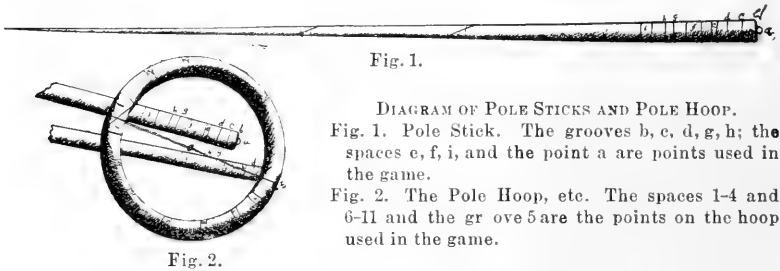 Fig. 1.
DIAGRAM OF POLE STICKS AND POLE HOOP.
Fig. 1. Pole Stick. The grooves b, c, d, g, h; the
spaces e, f, i, and the point a are points used in
the game.
Fig. 2. The Pole Hoop, etc. The spaces 1-4 and
6-11 and the gr ove 5 are the points on the hoop
used in the game.
Fig. 2.